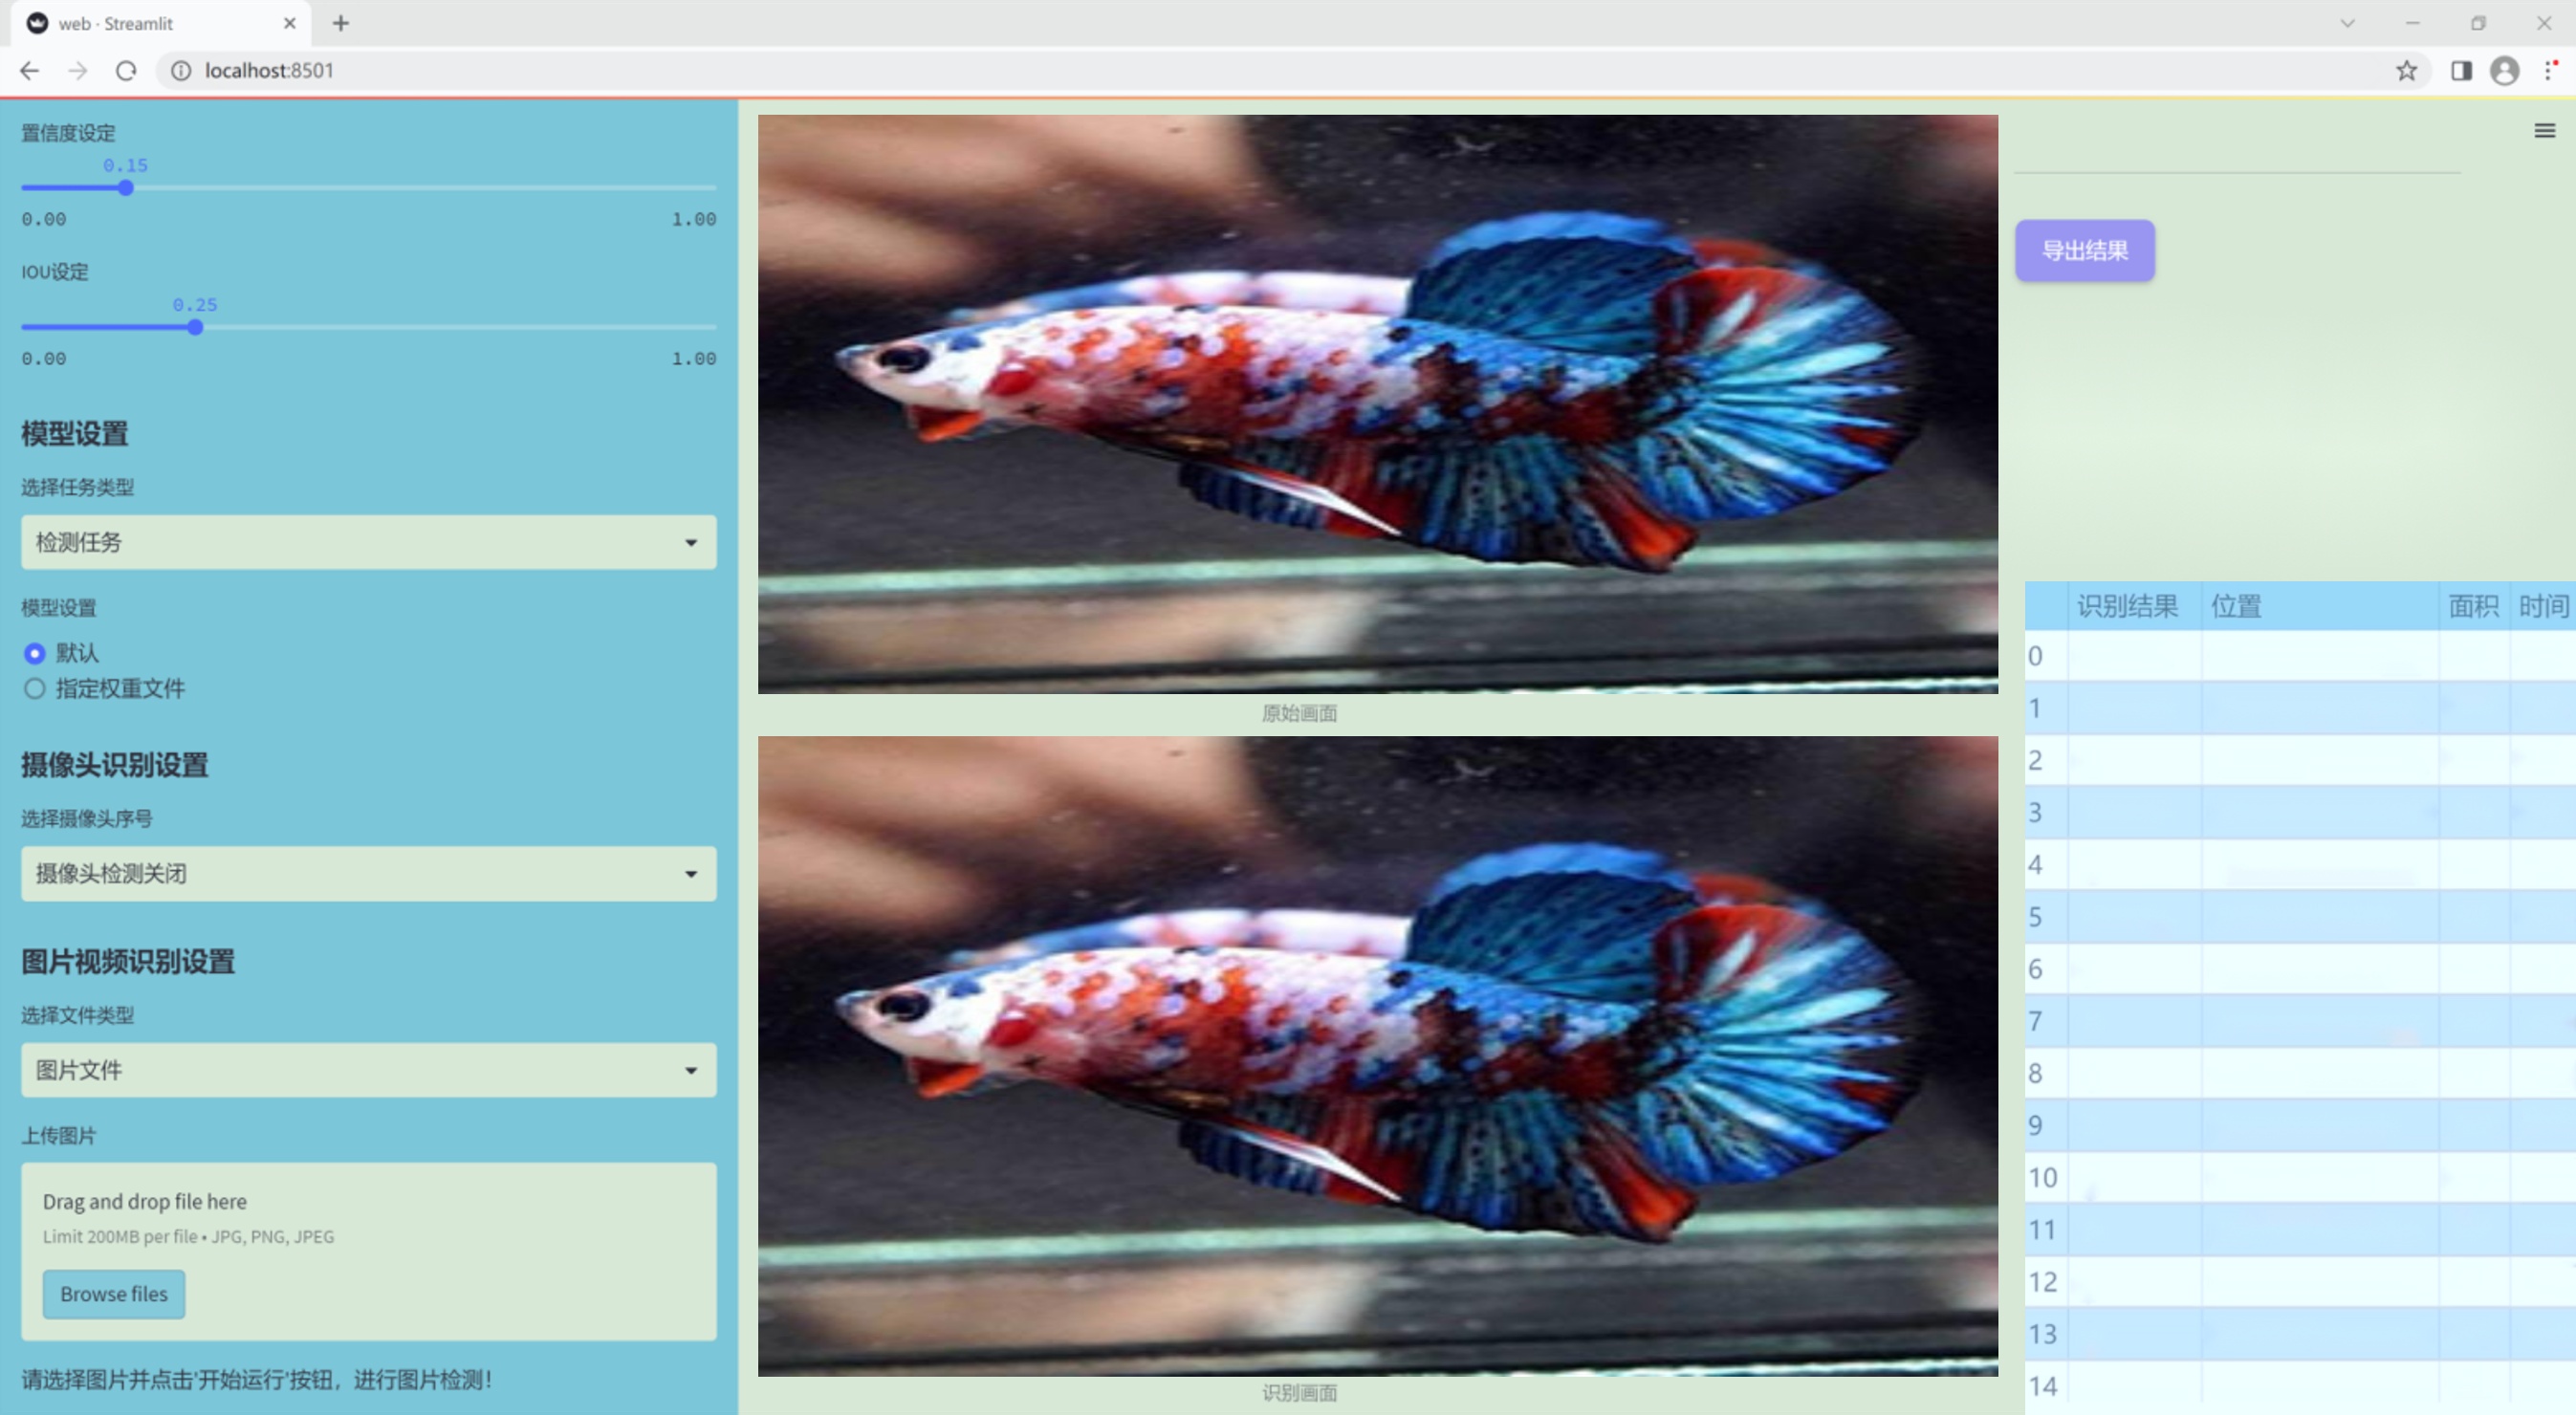 web · Streamlit
localhost:8501
置信度设定
0.15
0.00 1.00
IOU设定
0.25
0.00 1.00
模型设置
选择任务类型
检测任务
模型设置
默认
指定权重文件
摄像头识别设置
选择摄像头序号
摄像头检测关闭
图片视频识别设置
选择文件类型
图片文件
上传图片
Drag and drop file here
Limit 200MB per file • JPG, PNG, JPEG
Browse files
请选择图片并点击'开始运行'按钮，进行图片检测！
原始画面
识别画面
导出结果
识别结果 位置 面积 时间
0
1
2
3
4
5
6
7
8
9
10
11
12
13
14